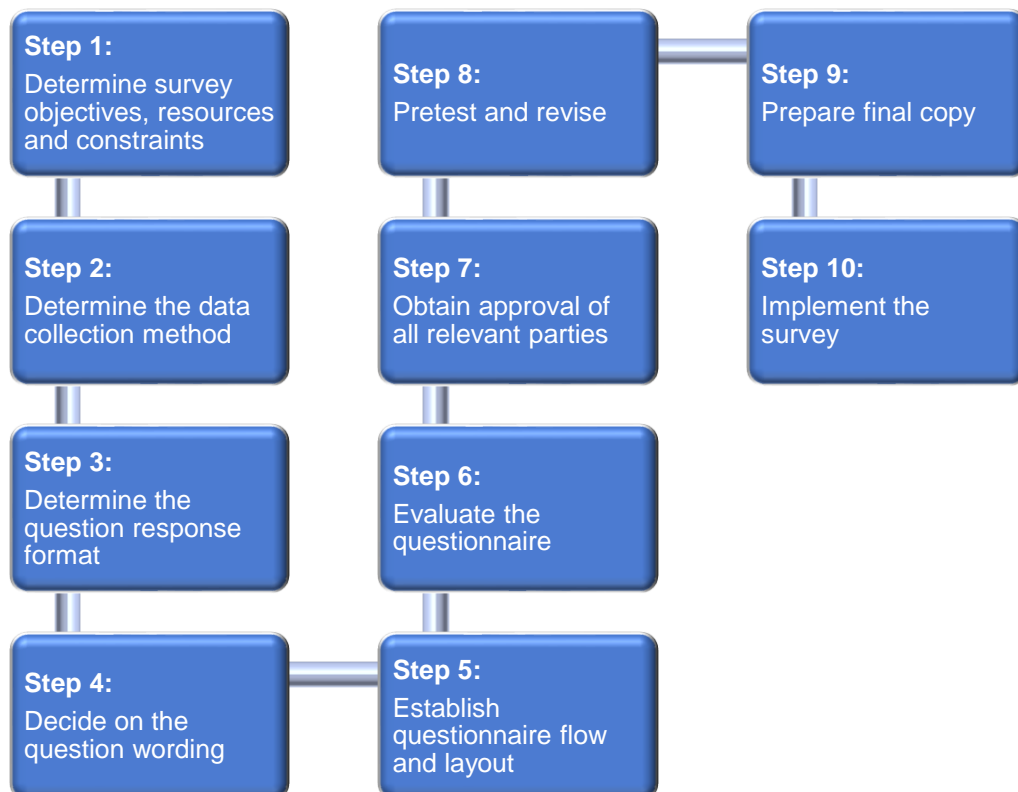 Step 1:
Determine survey
objectives, resources
and constraints
Step 2:
Determine the data
collection method
Step 3:
Determine the
question response
format
Step 4:
Decide on the
question wording
Step 5:
Establish
questionnaire flow
and layout
Step 6:
Evaluate the
questionnaire
Step 7:
Obtain approval of
all relevant parties
Step 8:
Pretest and revise
Step 9:
Prepare final copy
Step 10:
Implement the
survey